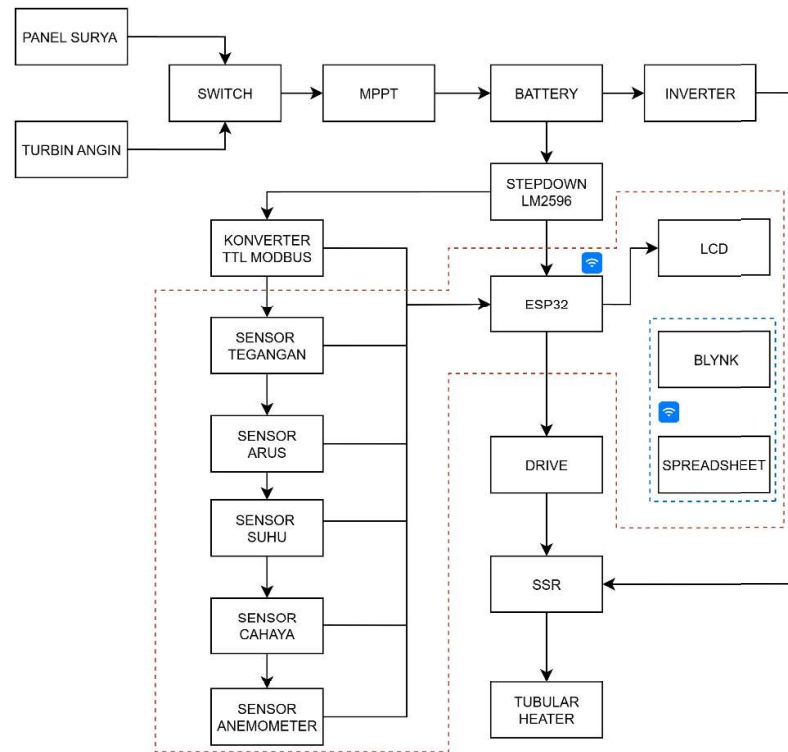 PANEL SURYA
SWITCH
MPPT
BATTERY
INVERTER
TURBIN ANGIN
STEPDOWN
LM2596
KONVERTER
TTL MODBUS
LCD
ESP32
SENSOR
TEGANGAN
BLYNK
SENSOR
ARUS
DRIVE
SPREADSHEET
SENSOR
SUHU
SSR
SENSOR
CAHAYA
SENSOR
ANEMOMETER
TUBULAR
HEATER